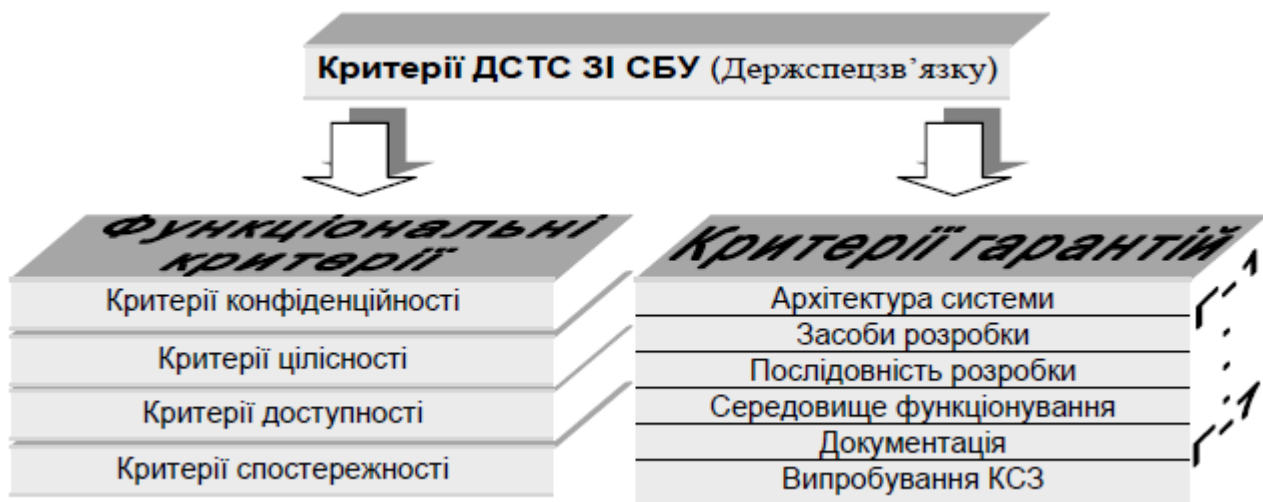 Критерії ДСТС ЗІ СБУ (Держспецзв’язку)
Функціональні
критерії
Критерії конфіденційності
Критерії цілісності
Критерії доступності
Критерії спостережності
Критерії гарантій
Архітектура системи
Засоби розробки
Послідовність розробки
Середовище функціонування
Документація
Випробування КСЗ